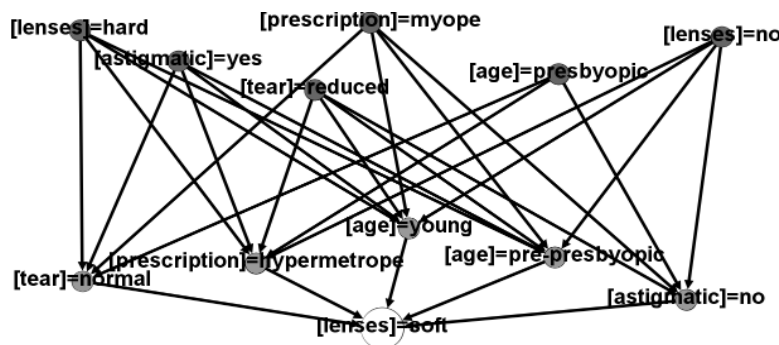 [prescription]=myope
[lenses]=hard
[lenses]=no
[astigmatic]=yes
[age]=presbyopic
[tear]=reduced
[age]=young
[age]=pre-presbyopic
[prescription]=hypermetrope
[tear]=normal
[astigmatic]=no
[lenses]=soft